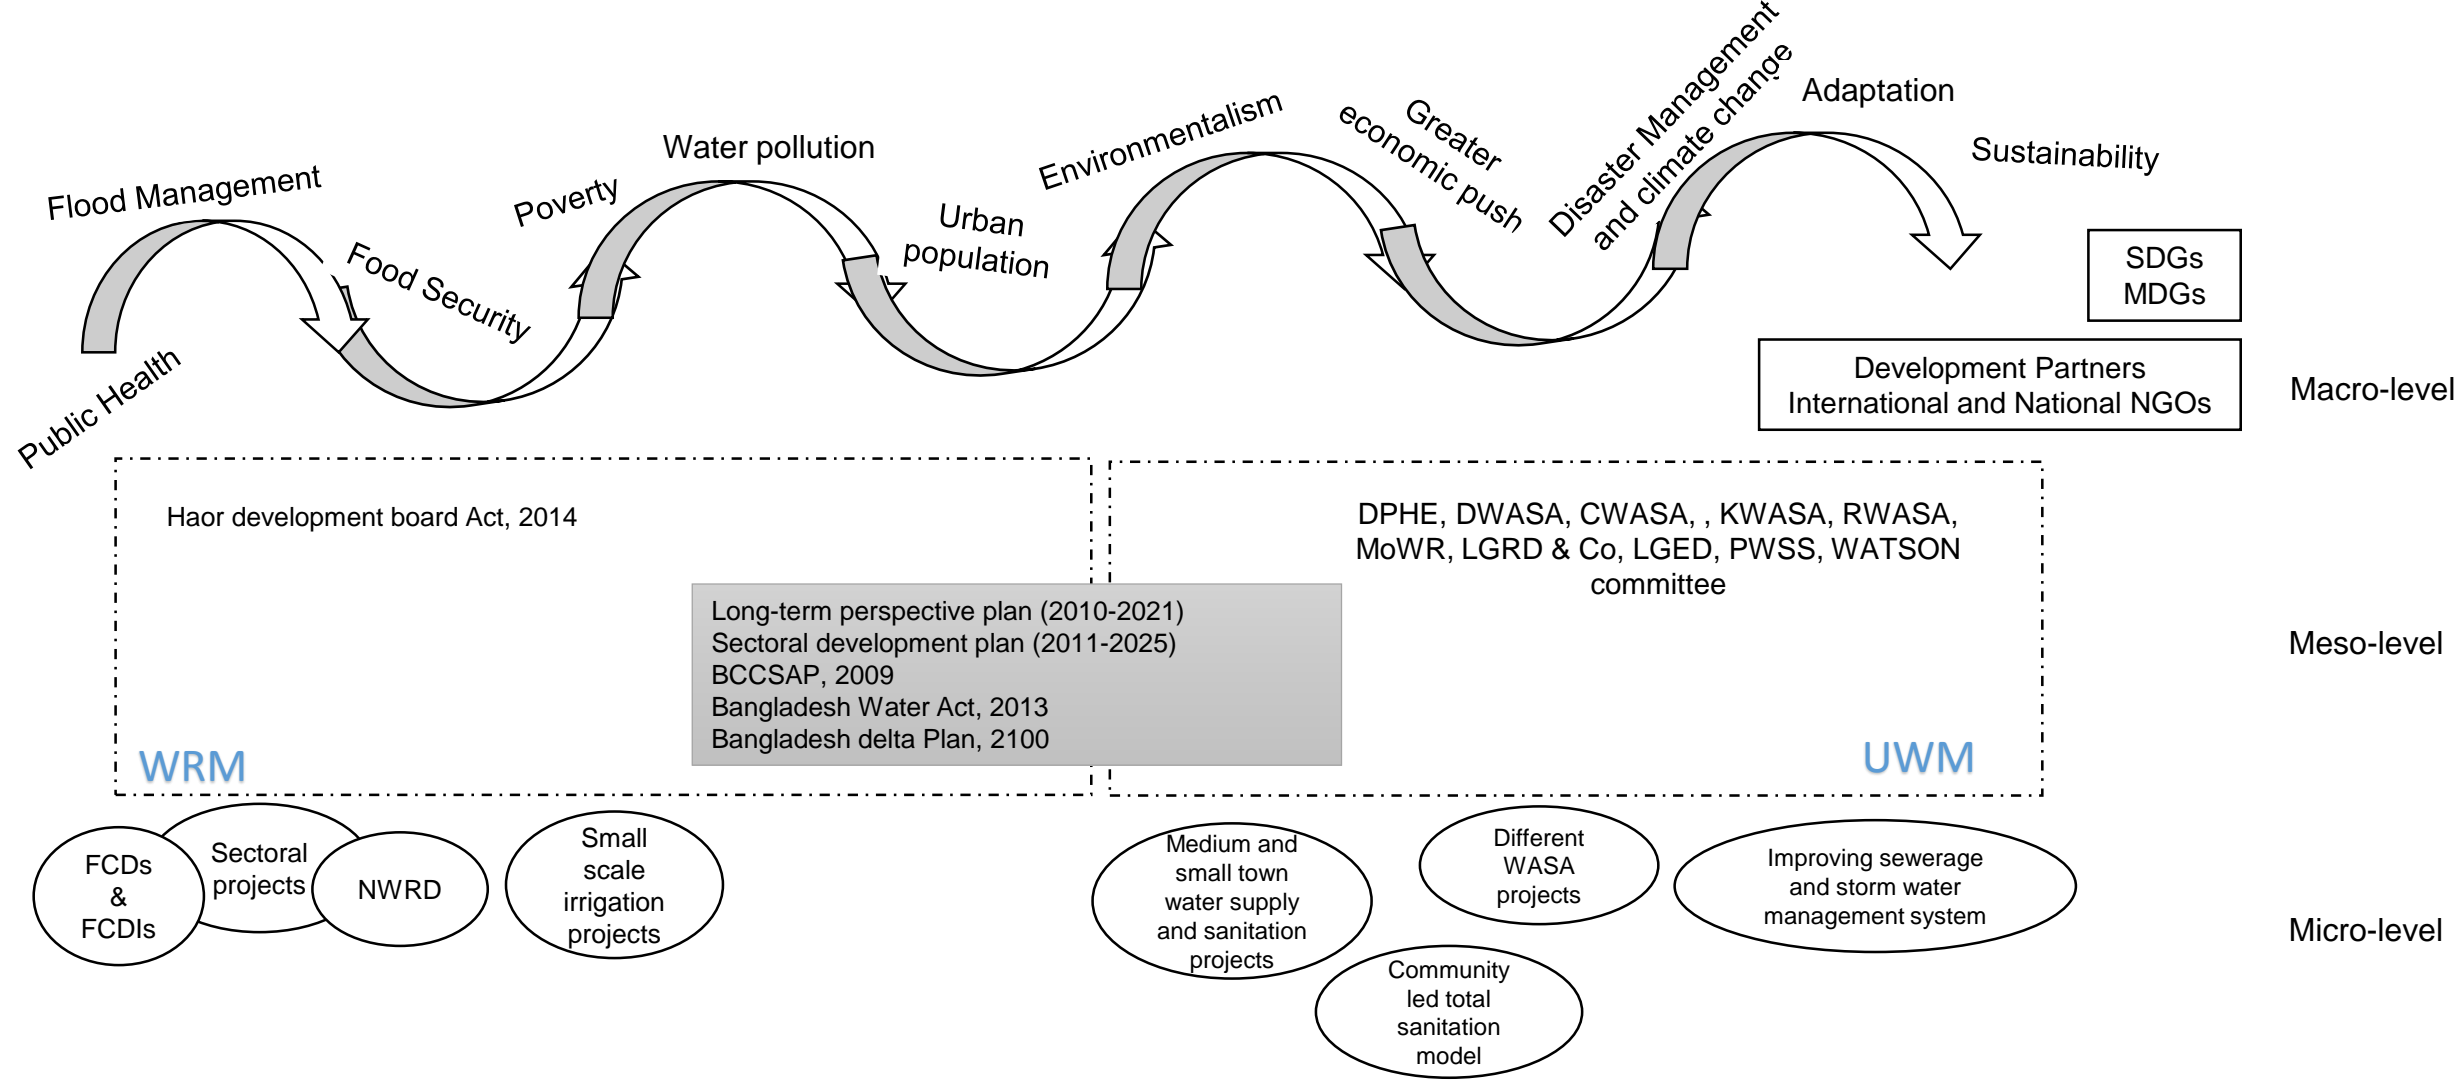 Public Health
Flood Management
Food Security
Poverty
Water pollution
Urban
population
Environmentalism
Greater
economic push
Disaster Management
and climate change
Adaptation
Sustainability
SDGs
MDGs
Development Partners
International and National NGOs
Macro-level
Haor development board Act, 2014
DPHE, DWASA, CWASA, , KWASA, RWASA,
MoWR, LGRD & Co, LGED, PWSS, WATSON
committee
Long-term perspective plan (2010-2021)
Sectoral development plan (2011-2025)
BCCSAP, 2009
Bangladesh Water Act, 2013
Bangladesh delta Plan, 2100
WRM
UWM
Meso-level
FCDs
&
FCDIs
Sectoral
projects
NWRD
Small
scale
irrigation
projects
Medium and
small town
water supply
and sanitation
projects
Different
WASA
projects
Community
led total
sanitation
model
Improving sewerage
and storm water
management system
Micro-level